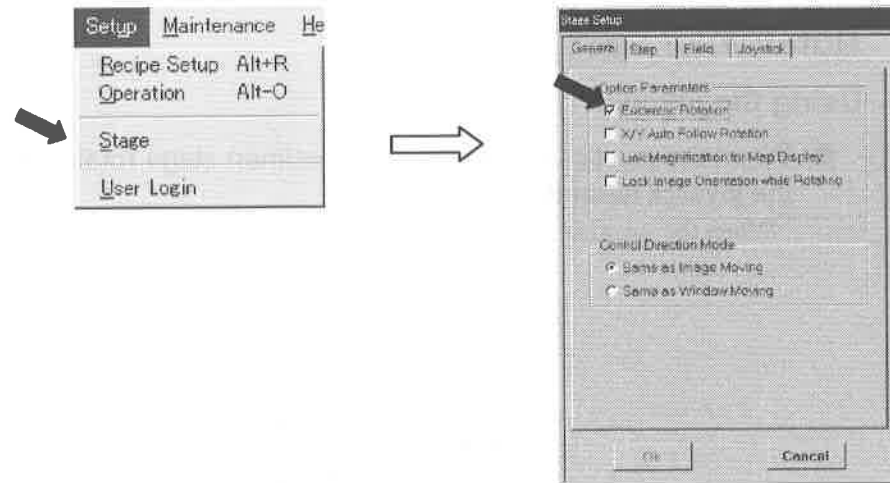 Setup Maintenance He
Recipe Setup Alt+R
Operation Alt-O
Stage
User Login
Stage Setup
General Step Field Joystick
Option Parameters
Eucentric Rotation
X/Y Auto Follow Rotation
Link Magnification for Map Display
Lock Image Orientation while Rotating
Control Direction Mode
Same as Image Moving
Same as Window Moving
Ok
Cancel